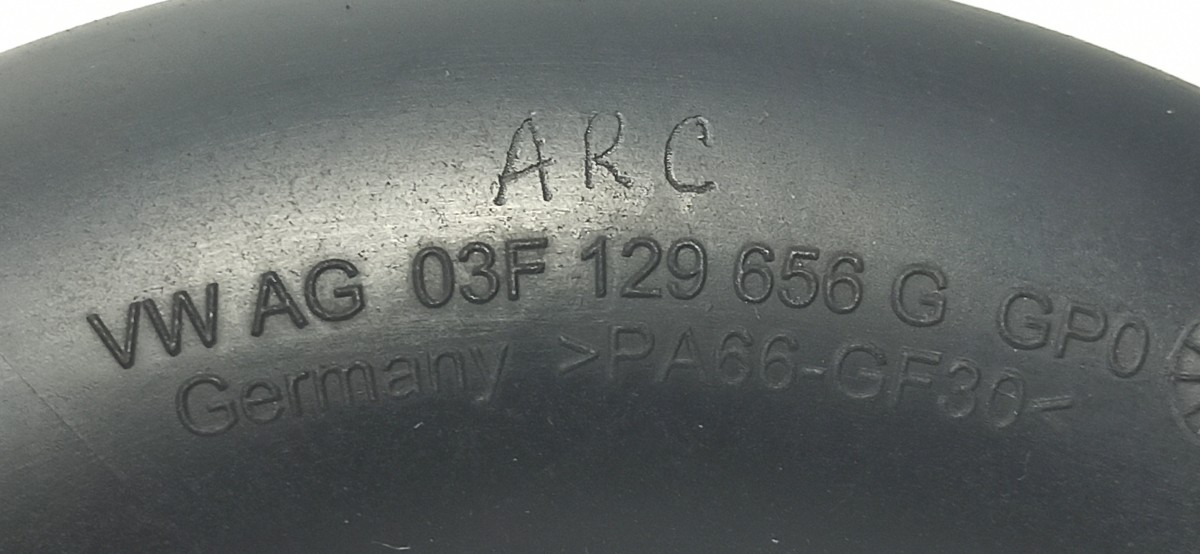 ARC
VW AG 03F 129 656 G GP0
Germany >PA66-GF30<